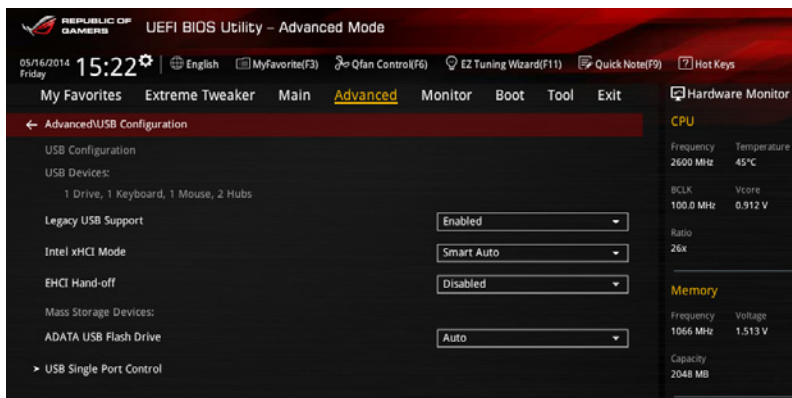 REPUBLIC OF
GAMERS
UEFI BIOS Utility – Advanced Mode
05/16/2014
Friday
15:22
English
MyFavorite(F3)
Qfan Control(F6)
EZ Tuning Wizard(F11)
Quick Note(F9)
? Hot Keys
My Favorites Extreme Tweaker Main Advanced Monitor Boot Tool Exit
← Advanced\USB Configuration
USB Configuration
USB Devices:
1 Drive, 1 Keyboard, 1 Mouse, 2 Hubs
Legacy USB Support Enabled
Intel xHCI Mode Smart Auto
EHCI Hand-off Disabled
Mass Storage Devices:
ADATA USB Flash Drive Auto
> USB Single Port Control
Hardware Monitor
CPU
Frequency Temperature
2600 MHz 45°C
BCLK Vcore
100.0 MHz 0.912 V
Ratio
26x
Memory
Frequency Voltage
1066 MHz 1.513 V
Capacity
2048 MB